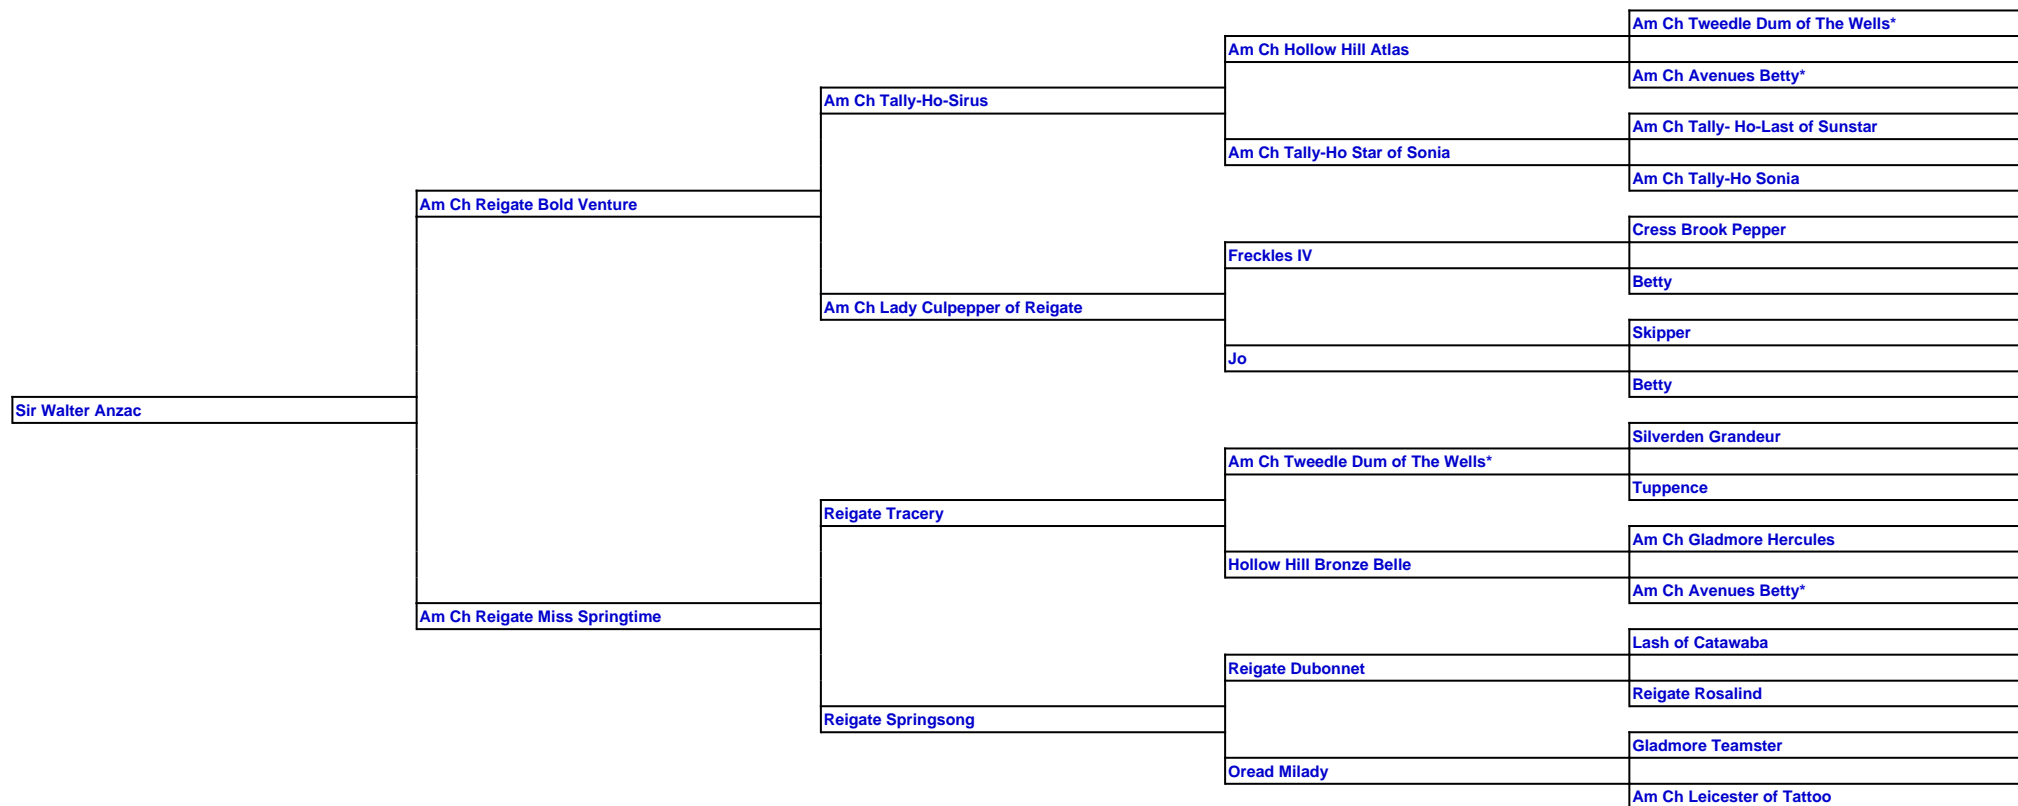 Am Ch Tweedle Dum of The Wells*
Am Ch Hollow Hill Atlas
Am Ch Avenues Betty*
Am Ch Tally-Ho-Sirus
Am Ch Tally- Ho-Last of Sunstar
Am Ch Tally-Ho Star of Sonia
Am Ch Tally-Ho Sonia
Am Ch Reigate Bold Venture
Cress Brook Pepper
Freckles IV
Betty
Am Ch Lady Culpepper of Reigate
Skipper
Jo
Betty
Sir Walter Anzac
Silverden Grandeur
Am Ch Tweedle Dum of The Wells*
Tuppence
Reigate Tracery
Am Ch Gladmore Hercules
Hollow Hill Bronze Belle
Am Ch Avenues Betty*
Am Ch Reigate Miss Springtime
Lash of Catawaba
Reigate Dubonnet
Reigate Rosalind
Reigate Springsong
Gladmore Teamster
Oread Milady
Am Ch Leicester of Tattoo